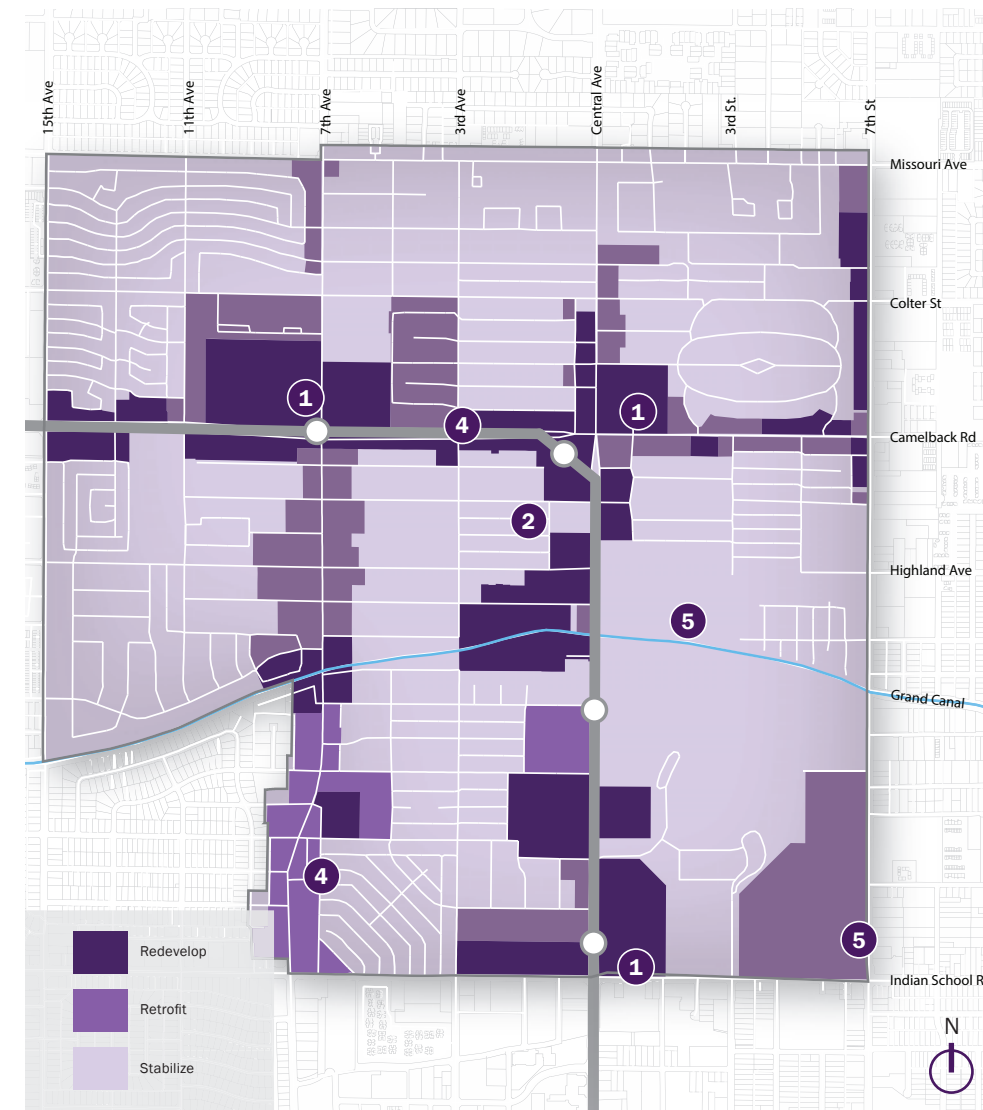 15th Ave
11th Ave
7th Ave
3rd Ave
Central Ave
3rd St.
7th St
Missouri Ave
Colter St
1
1
4
Camelback Rd
2
Highland Ave
5
Grand Canal
4
5
Redevelop
1
Indian School R
Retrofit
N
Stabilize